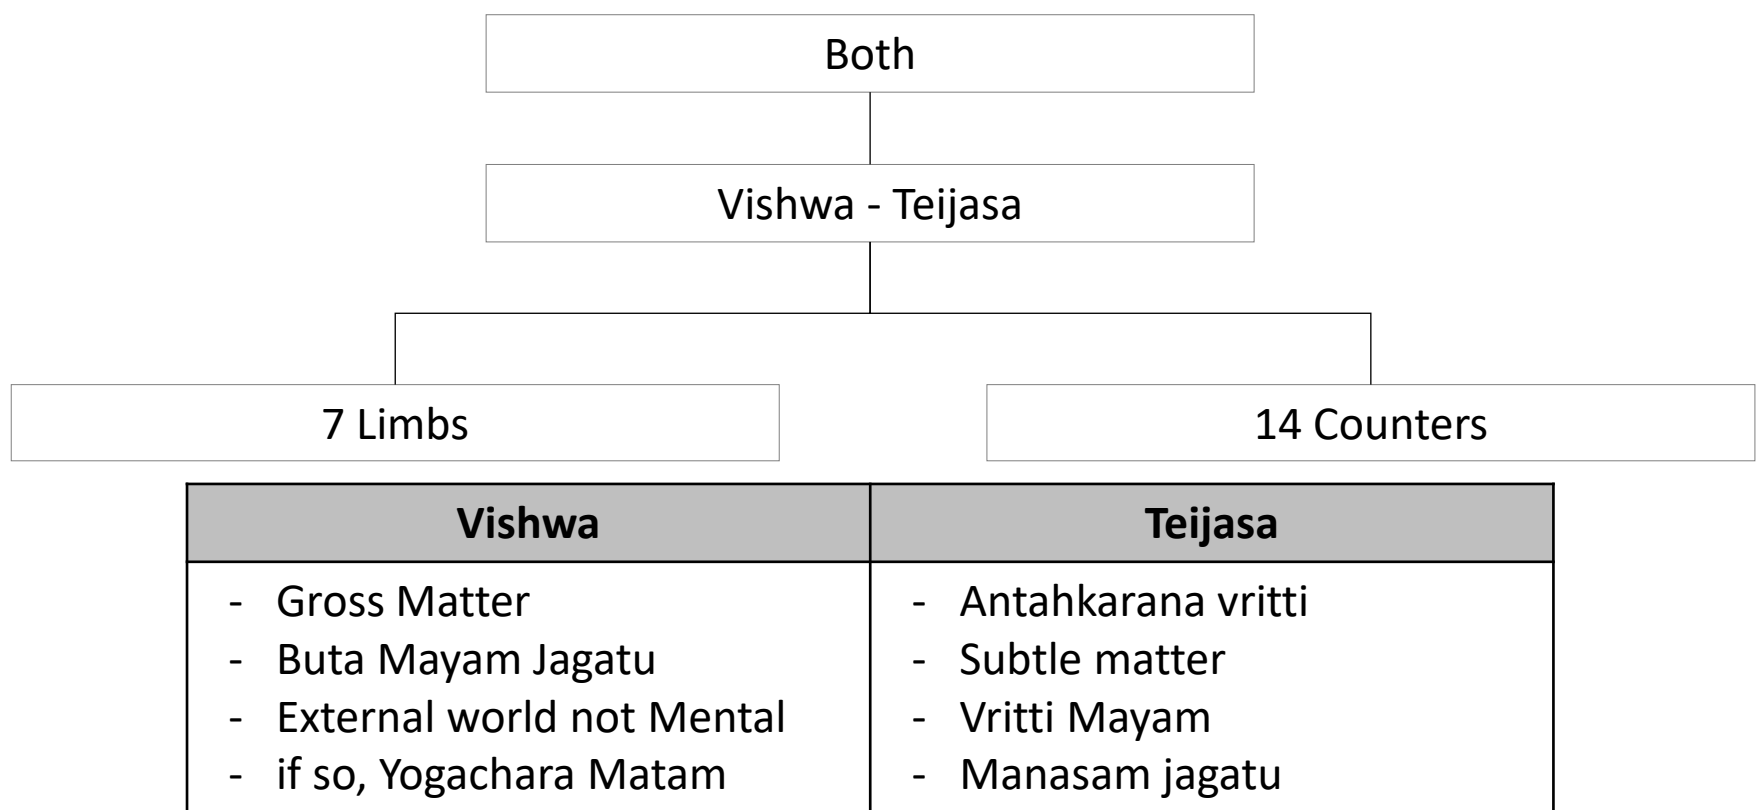 Both
Vishwa - Teijasa
7 Limbs
14 Counters
Vishwa
Teijasa
- Gross Matter
- Buta Mayam Jagatu
- External world not Mental
- if so, Yogachara Matam
- Antahkarana vritti
- Subtle matter
- Vritti Mayam
- Manasam jagatu